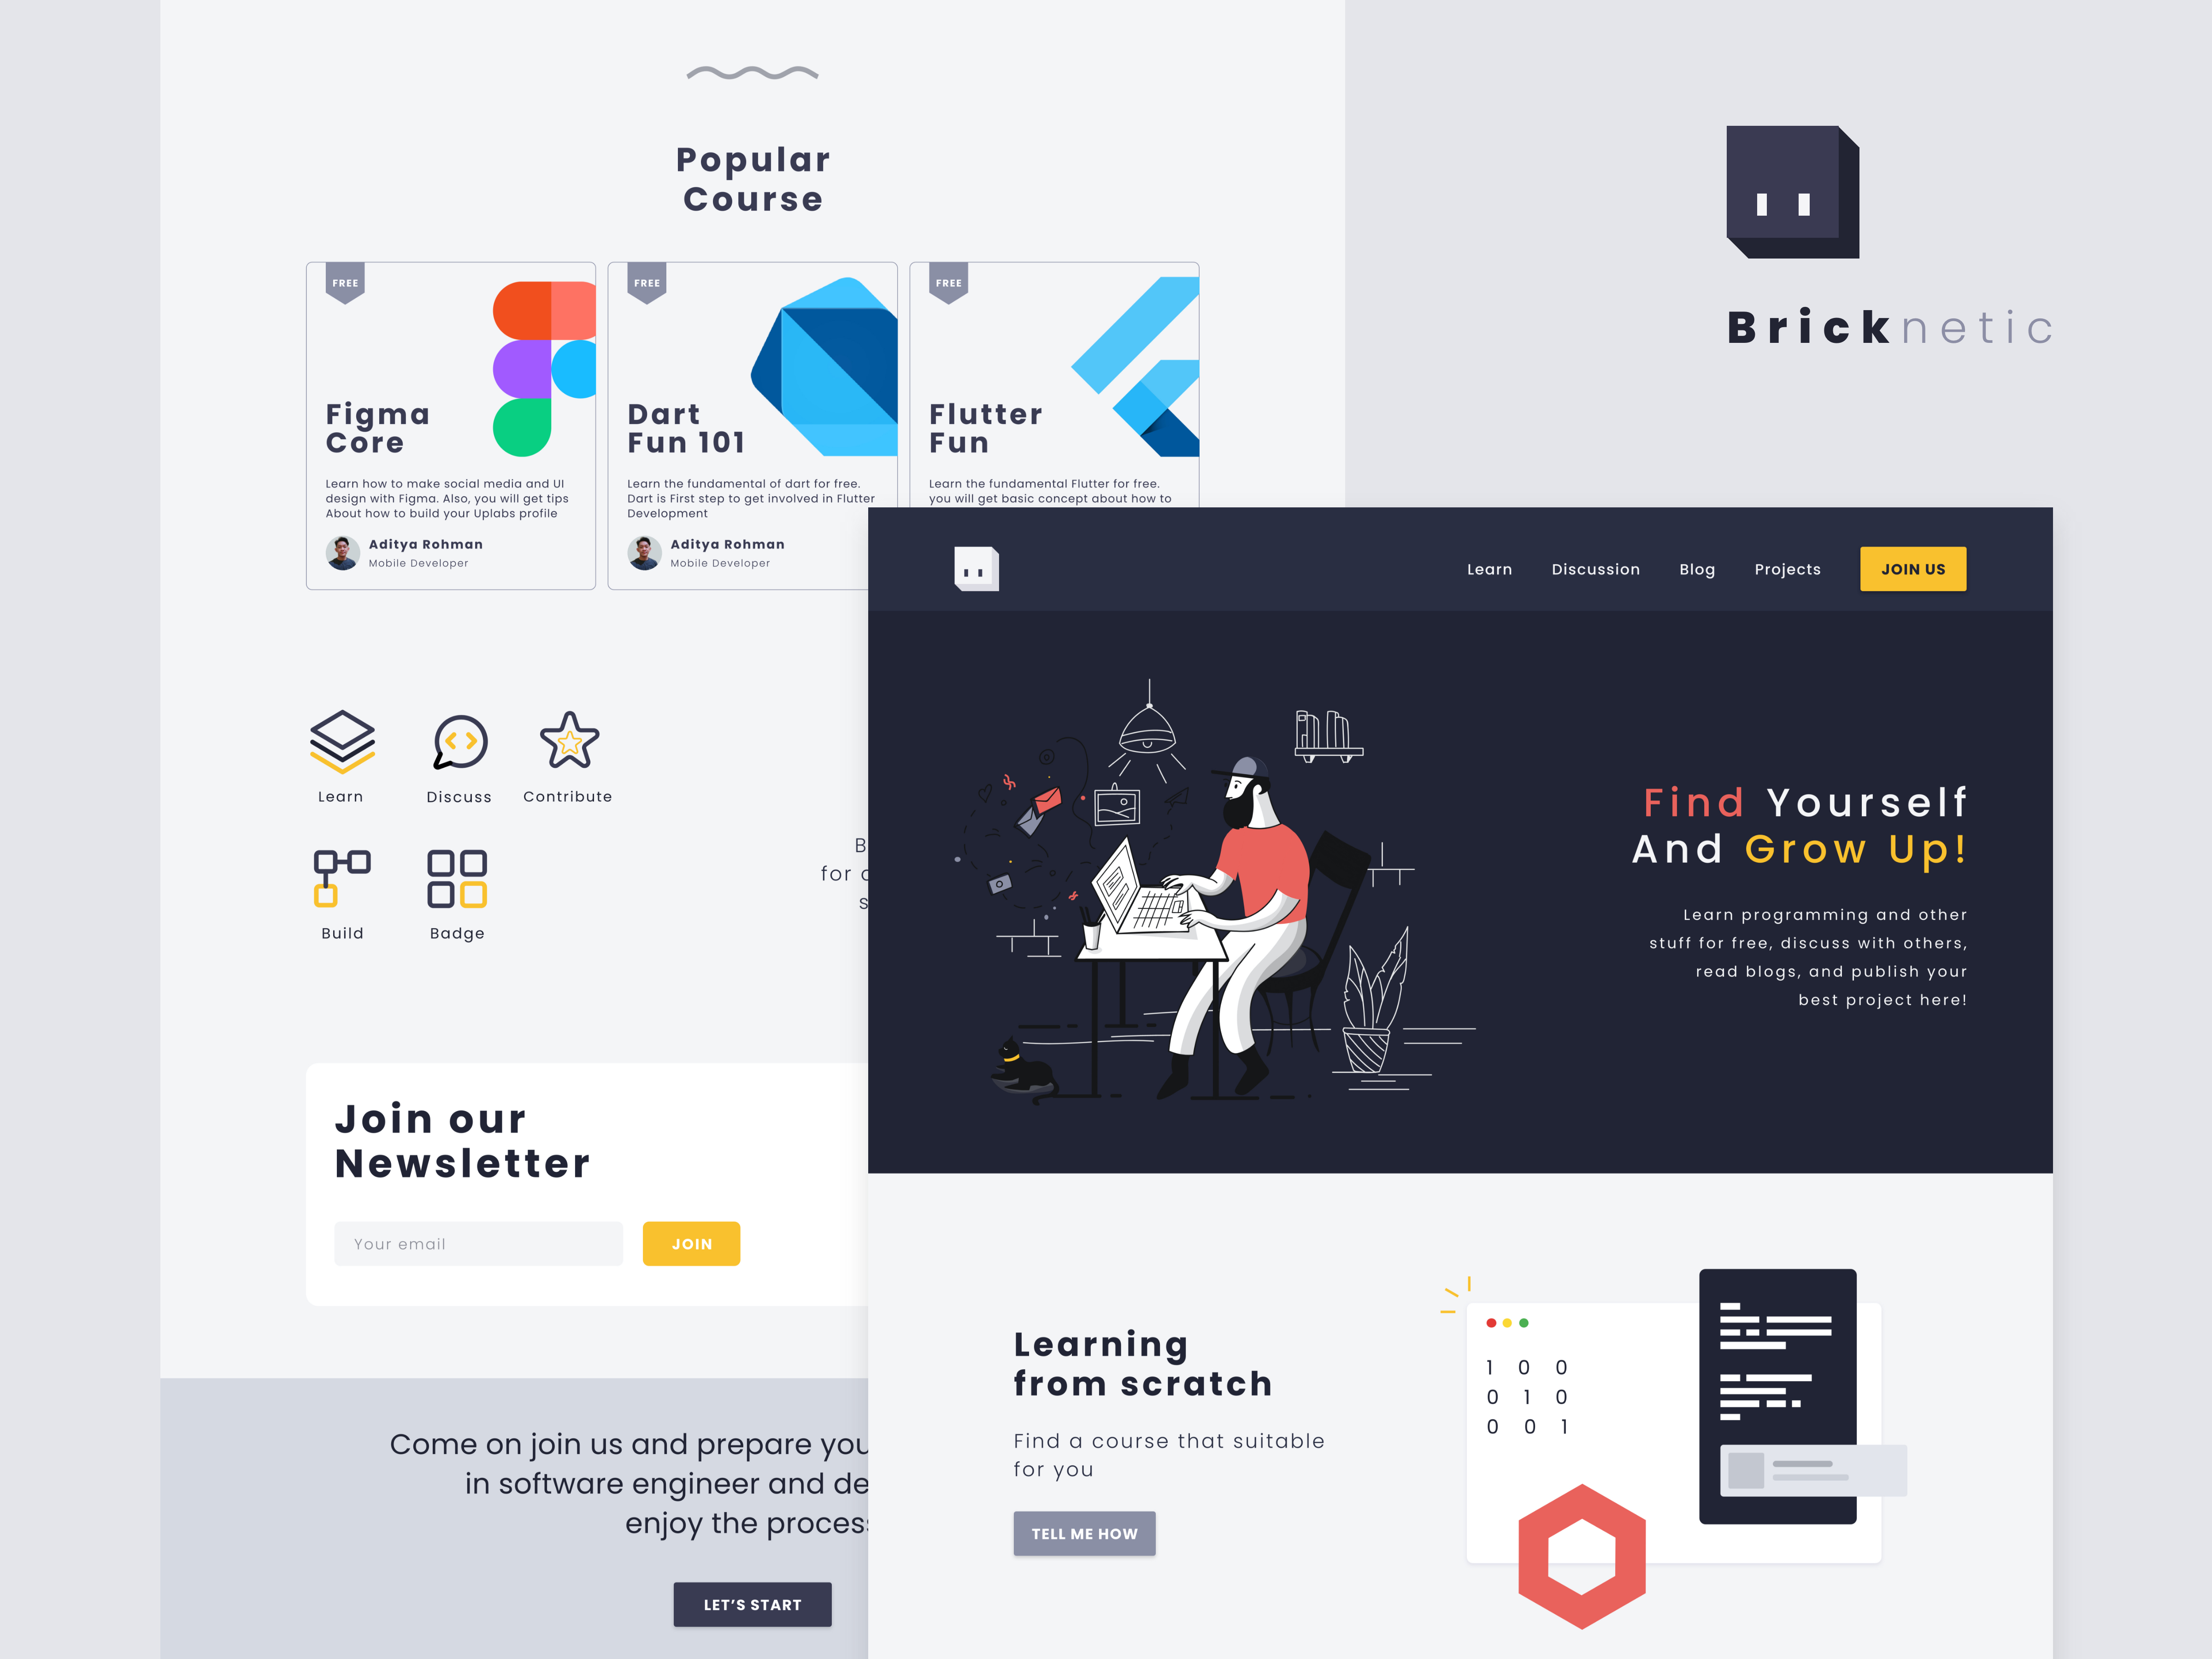 Popular
Course
FREE
Figma
Core
Learn how to make social media and UI
design with Figma. Also, you will get tips
About how to build your Uplabs profile
Aditya Rohman
Mobile Developer
FREE
Dart
Fun 101
Learn the fundamental of dart for free.
Dart is First step to get involved in Flutter
Development
Aditya Rohman
Mobile Developer
FREE
Flutter
Fun
Learn the fundamental Flutter for free.
you will get basic concept about how to
Bricknetic
Learn
Discuss
Contribute
Build
Badge
B
for
s
Join our
Newsletter
Your email
JOIN
Come on join us and prepare you
in software engineer and de
enjoy the process
LET'S START
Learn
Discussion
Blog
Projects
JOIN US
Find Yourself
And Grow Up!
Learn programming and other
stuff for free, discuss with others,
read blogs, and publish your
best project here!
Learning
from scratch
Find a course that suitable
for you
TELL ME HOW
1 0 0
0 1 0
0 0 1